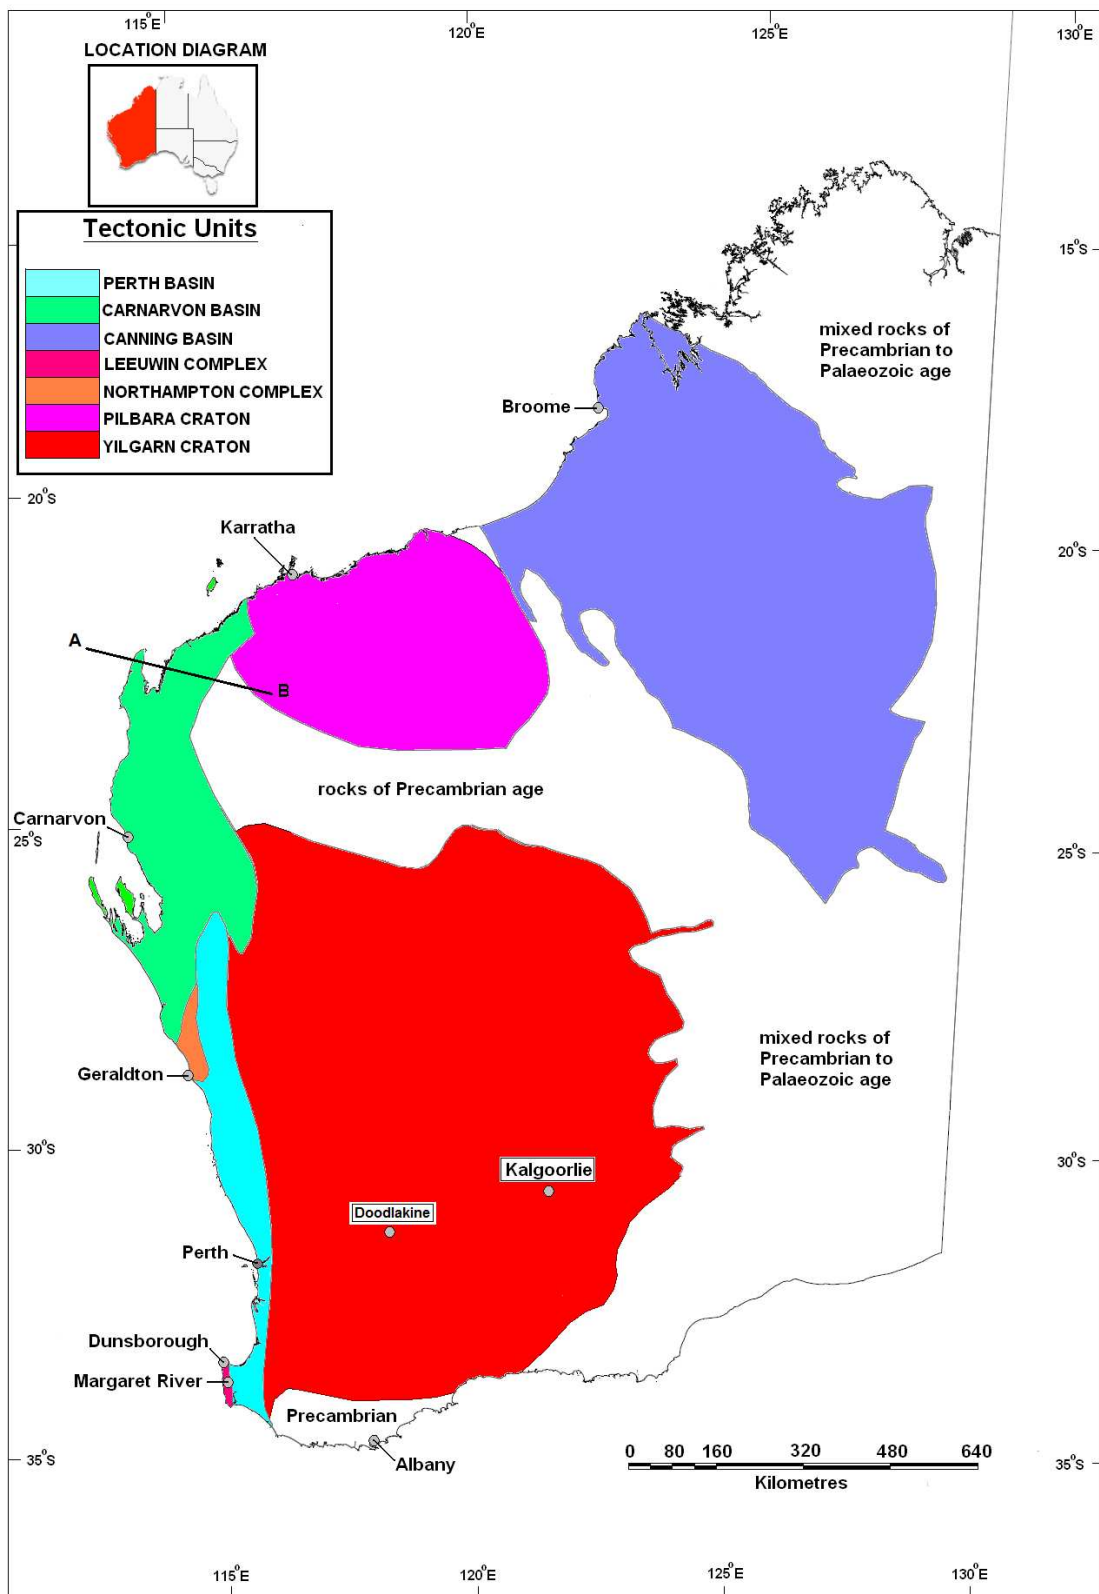 115°E
120°E
125°E
130°E
LOCATION DIAGRAM
Tectonic Units
PERTH BASIN
CARNARVON BASIN
CANNING BASIN
LEEUWIN COMPLEX
NORTHAMPTON COMPLEX
PILBARA CRATON
YILGARN CRATON
15°S
mixed rocks of
Precambrian to
Palaeozoic age
Broome
20°S
Karratha
20°S
A
B
rocks of Precambrian age
Carnarvon
25°S
25°S
mixed rocks of
Precambrian to
Palaeozoic age
Geraldton
30°S
30°S
Kalgoorlie
Doodlakine
Perth
Dunsborough
Margaret River
Precambrian
Albany
35°S
0 80 160 320 480 640
Kilometres
35°S
115°E
120°E
125°E
130°E